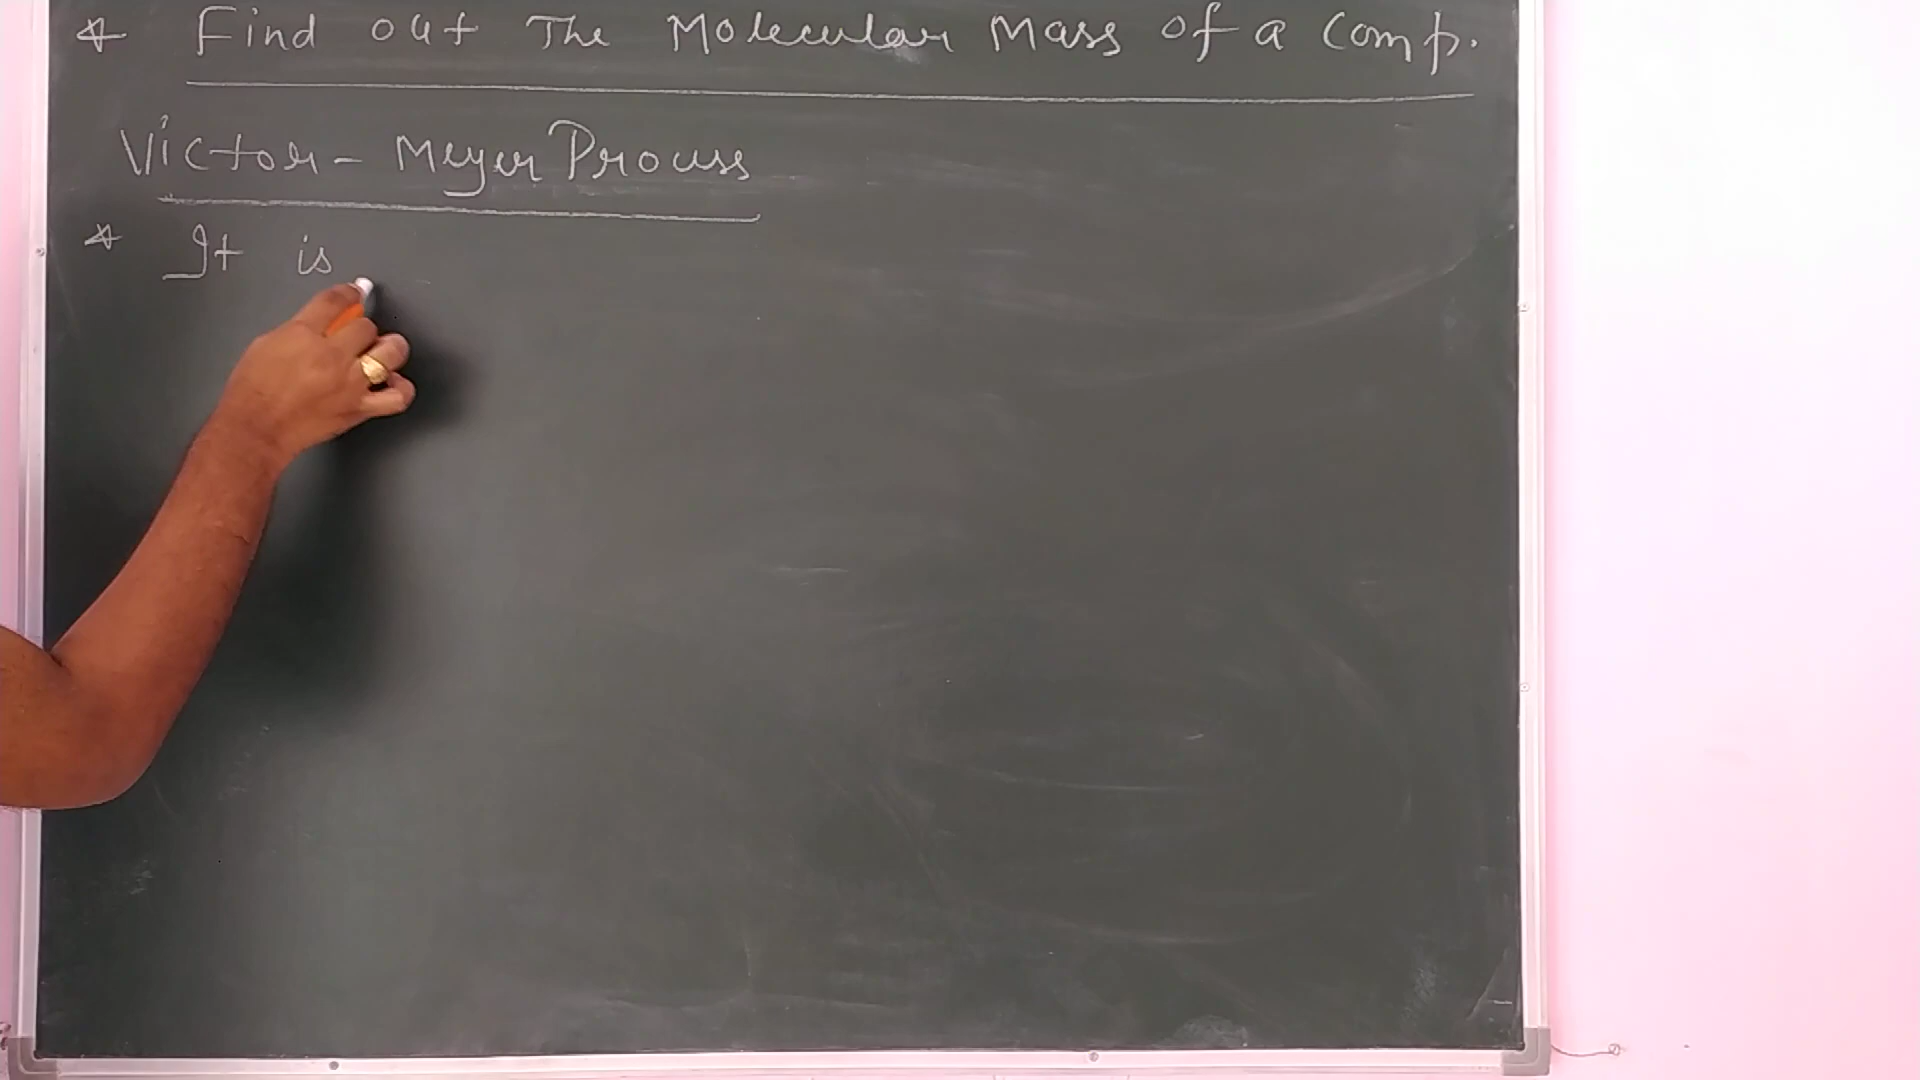 * Find out The Molecular Mass of a Comp.
Victor - Meyer Process
* It is